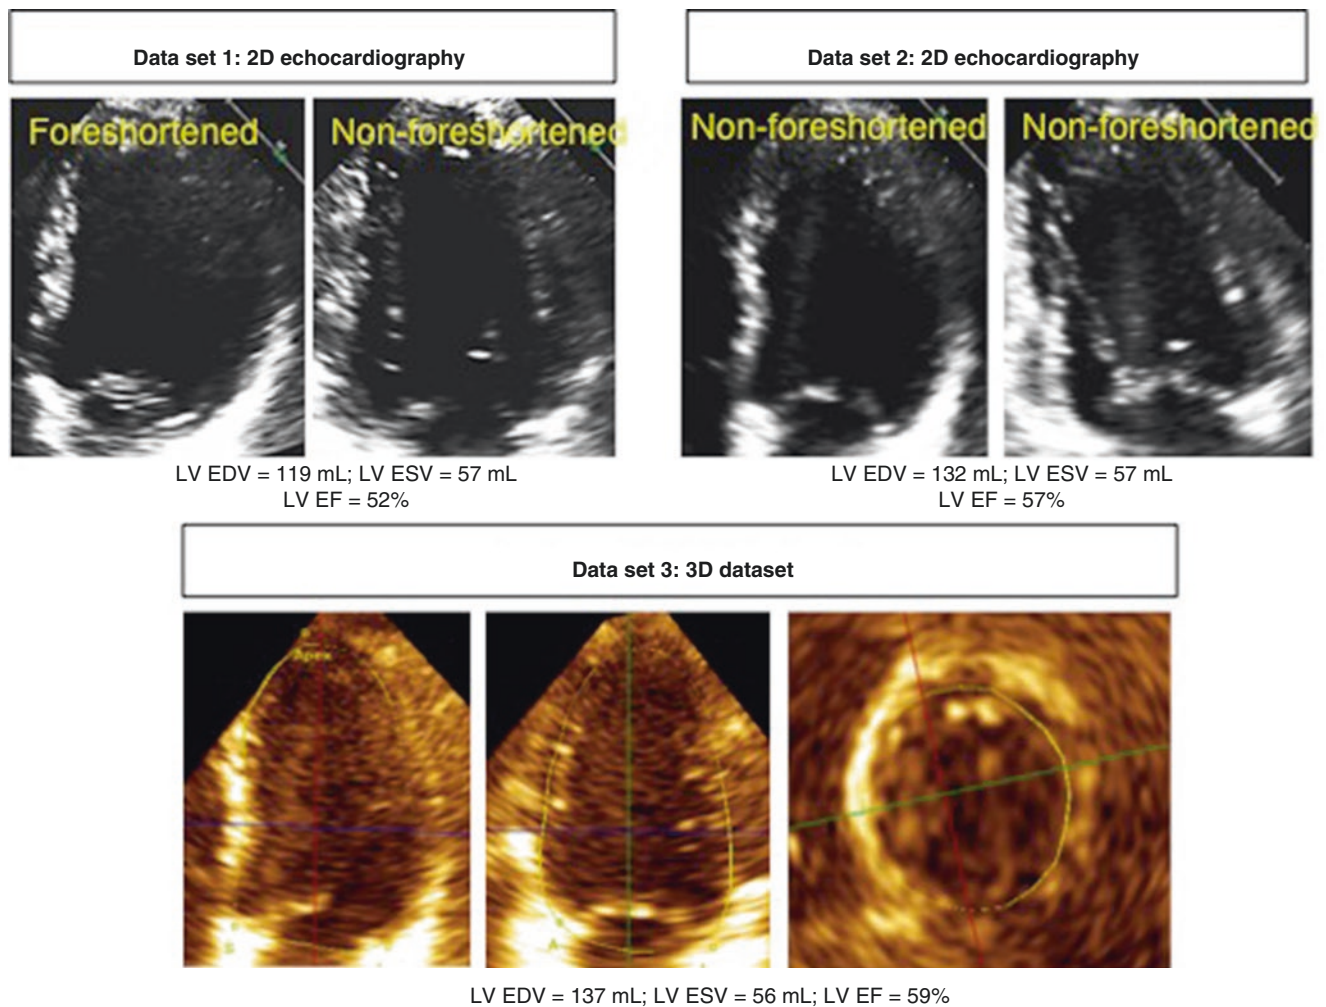 Data set 1: 2D echocardiography
Data set 2: 2D echocardiography
Foreshortened
Non-foreshortened
Non-foreshortened
Non-foreshortened
LV EDV = 119 mL; LV ESV = 57 mL
LV EF = 52%
LV EDV = 132 mL; LV ESV = 57 mL
LV EF = 57%
Data set 3: 3D dataset
Apex
S
A
LV EDV = 137 mL; LV ESV = 56 mL; LV EF = 59%